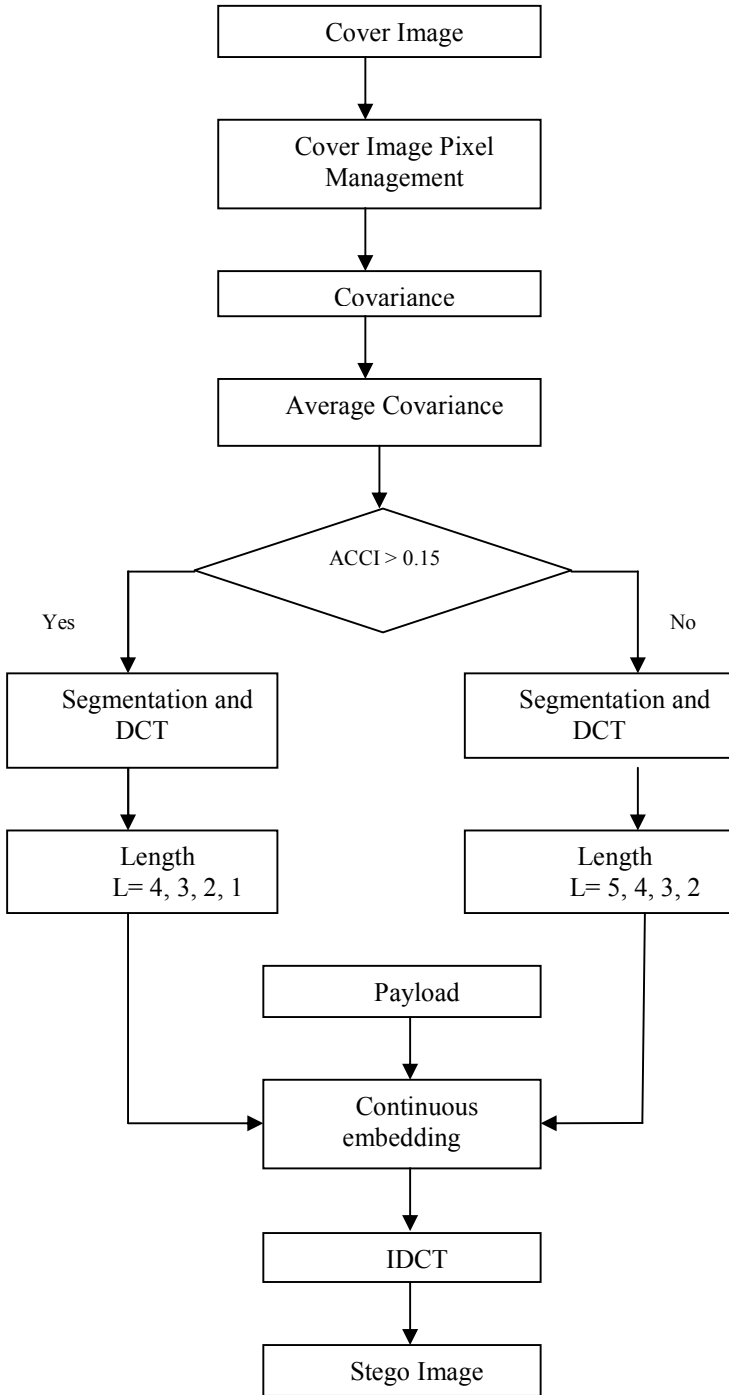 Cover Image
Cover Image Pixel
Management
Covariance
Average Covariance
ACCI > 0.15
Yes
No
Segmentation and
DCT
Segmentation and
DCT
Length
L= 4, 3, 2, 1
Length
L= 5, 4, 3, 2
Payload
Continuous
embedding
IDCT
Stego Image